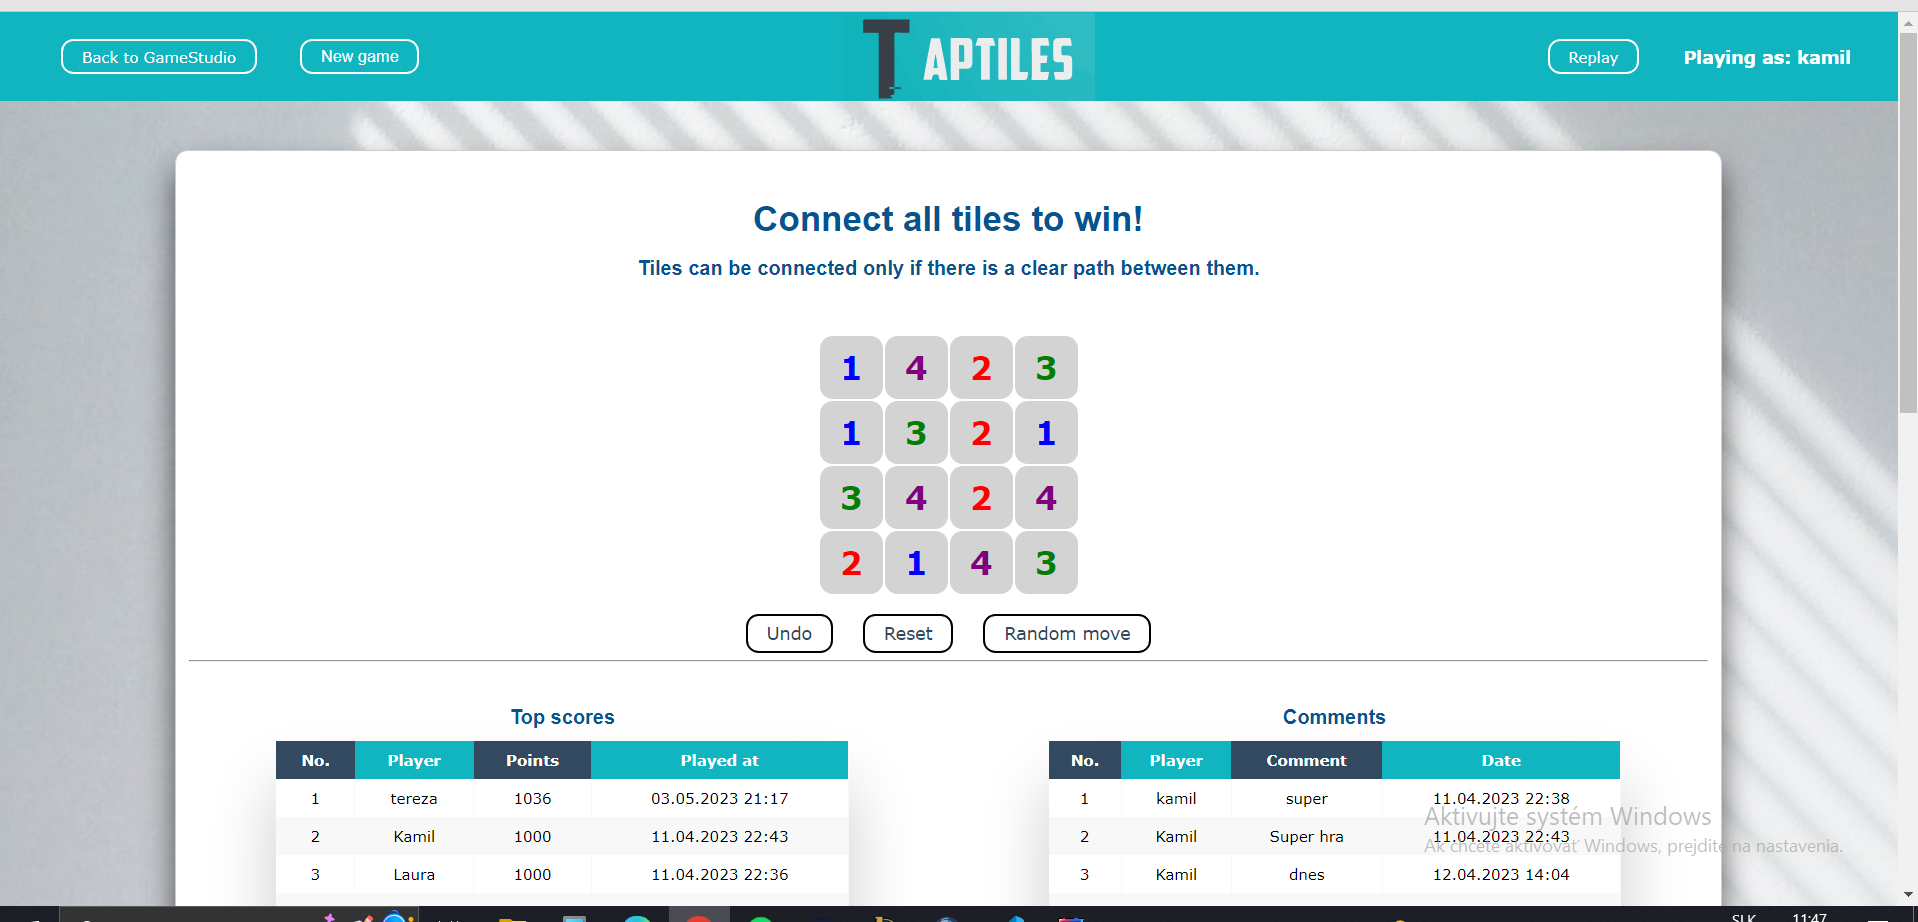 Back to GameStudio
New game
TAPTILES
Replay
Playing as: kamil
Connect all tiles to win!
Tiles can be connected only if there is a clear path between them.
1 4 2 3
1 3 2 1
3 4 2 4
2 1 4 3
Undo
Reset
Random move
Top scores
No. Player Points Played at
1 tereza 1036 03.05.2023 21:17
2 Kamil 1000 11.04.2023 22:43
3 Laura 1000 11.04.2023 22:36
Comments
No. Player Comment Date
1 kamil super 11.04.2023 22:38
2 Kamil Super hra 11.04.2023 22:43
3 Kamil dnes 12.04.2023 14:04
Aktivujte systém Windows
Ak chcete aktivovať Windows, prejdite na nastavenia.
SLK
11:47